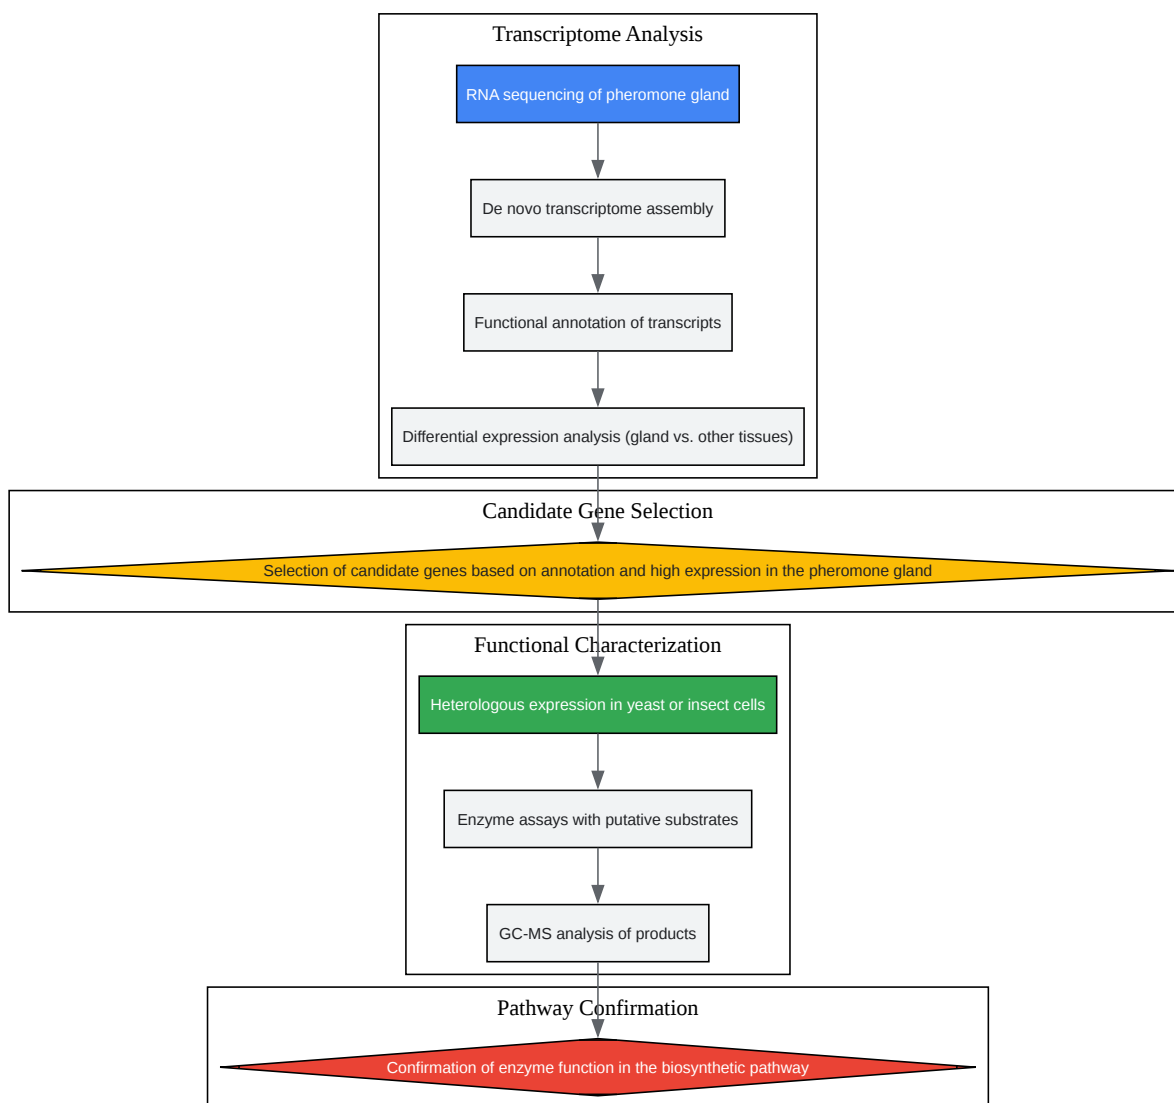 Transcriptome Analysis
RNA sequencing of pheromone gland
De novo transcriptome assembly
Functional annotation of transcripts
Differential expression analysis (gland vs. other tissues)
Candidate Gene Selection
Selection of candidate genes based on annotation and high expression in the pheromone gland
Functional Characterization
Heterologous expression in yeast or insect cells
Enzyme assays with putative substrates
GC-MS analysis of products
Pathway Confirmation
Confirmation of enzyme function in the biosynthetic pathway